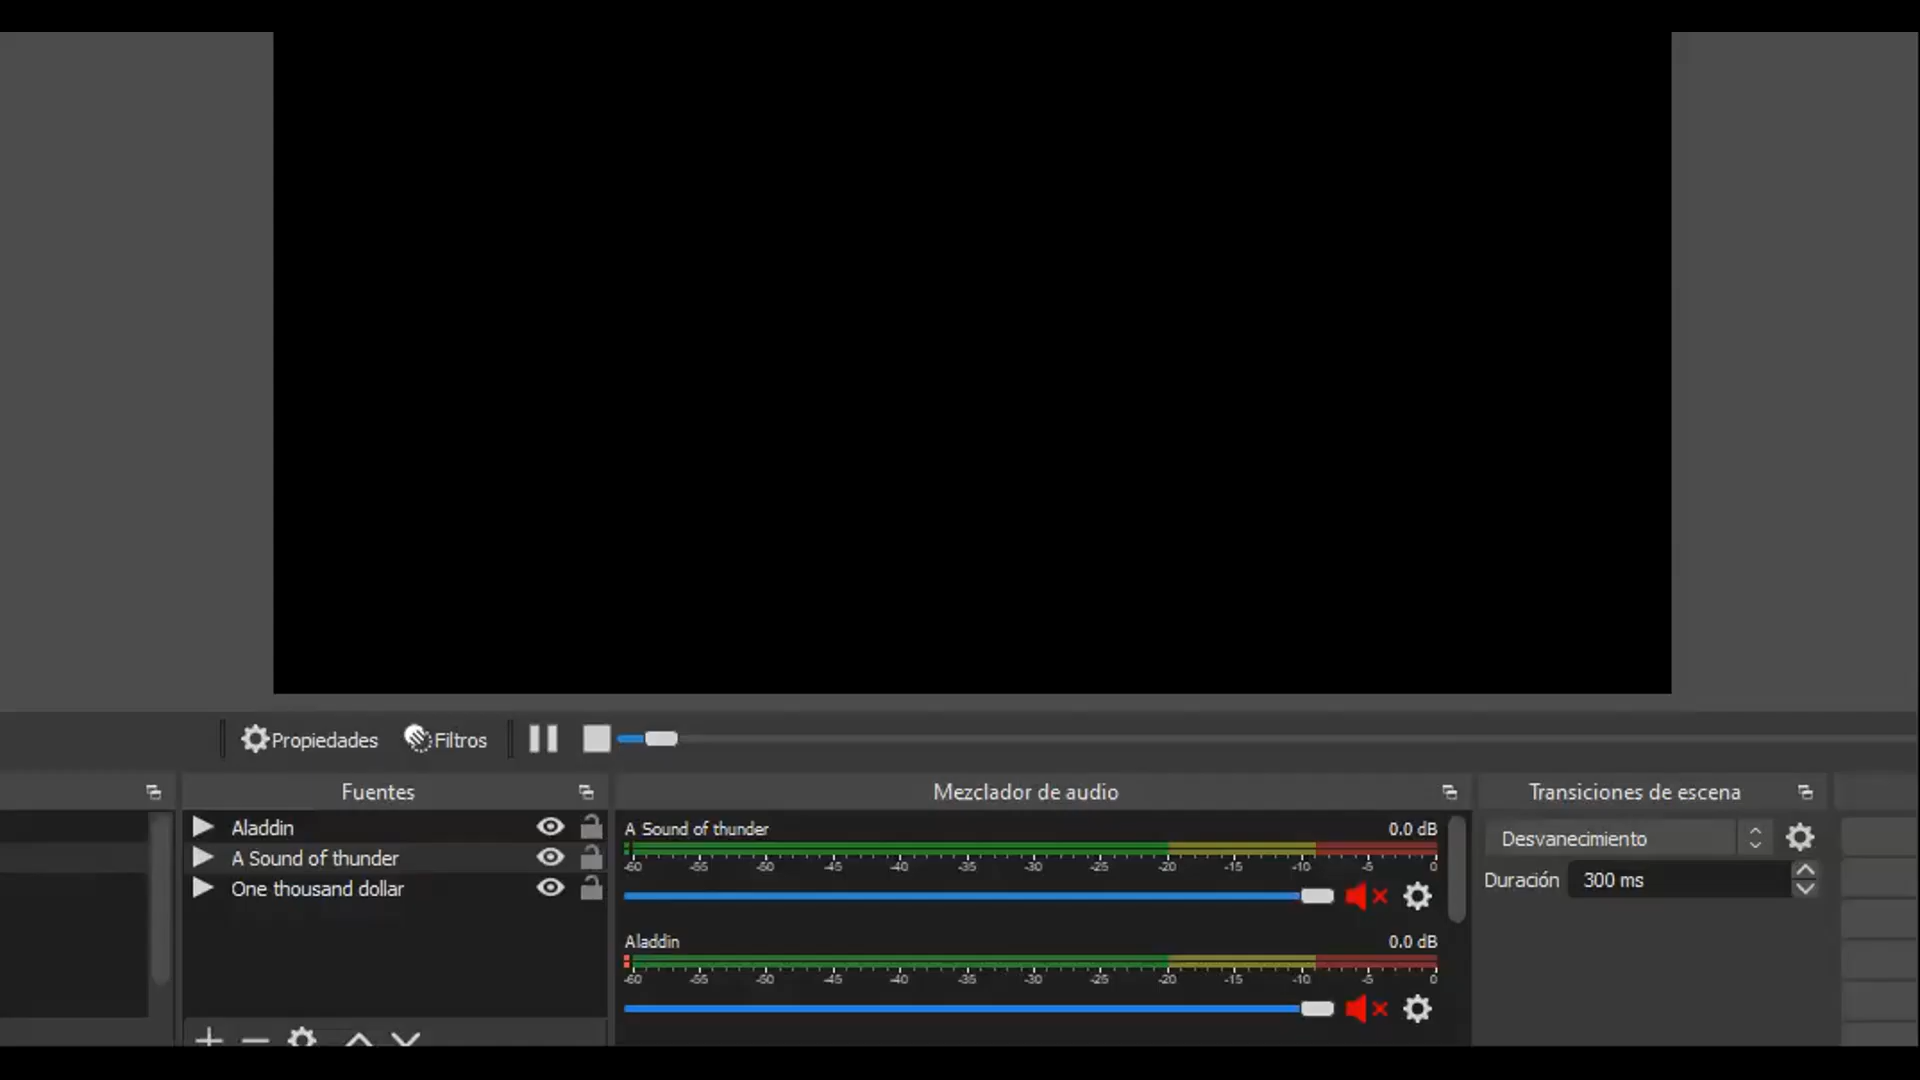 Propiedades Filtros
Fuentes
Aladdin
A Sound of thunder
One thousand dollar
Mezclador de audio
A Sound of thunder 0.0 dB
-60 -55 -50 -45 -40 -35 -30 -25 -20 -15 -10 -5 0
Aladdin 0.0 dB
-60 -55 -50 -45 -40 -35 -30 -25 -20 -15 -10 -5 0
Transiciones de escena
Desvanecimiento
Duración 300 ms